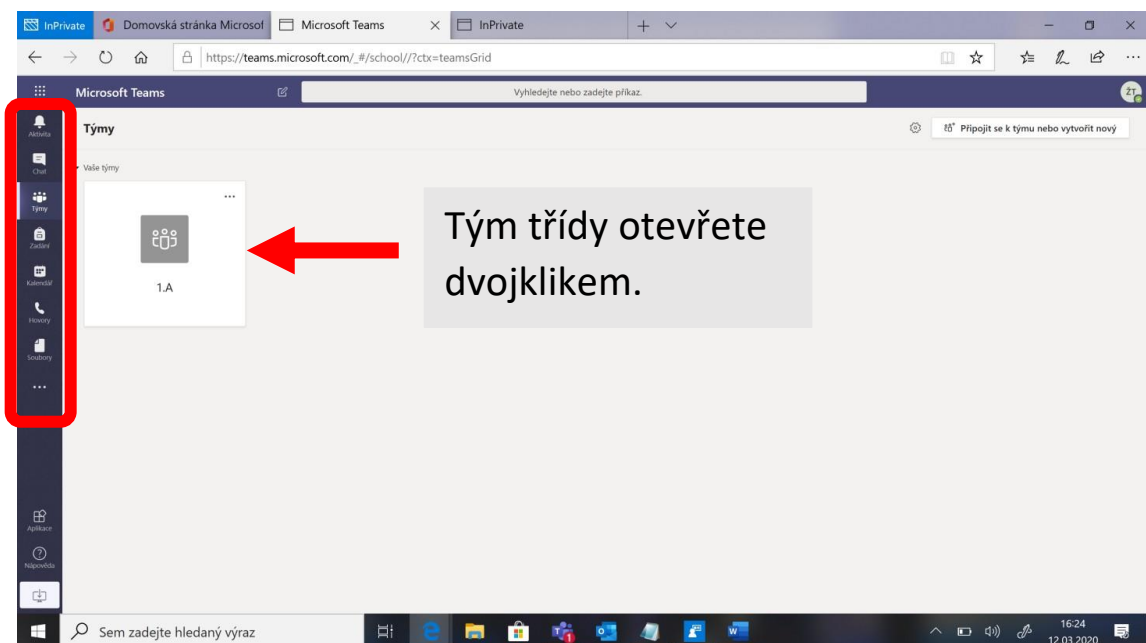 InPrivate
Domovská stránka Microsof
Microsoft Teams
InPrivate
https://teams.microsoft.com/_#/school//?ctx=teamsGrid
Microsoft Teams
Vyhledejte nebo zadejte příkaz.
ŽT
Aktivita
Týmy
Připojit se k týmu nebo vytvořit nový
Chat
Vaše týmy
Týmy
Zadání
Kalendář
Hovory
Soubory
1.A
Tým třídy otevřete
dvojklikem.
Aplikace
Nápověda
Sem zadejte hledaný výraz
16:24
12.03.2020